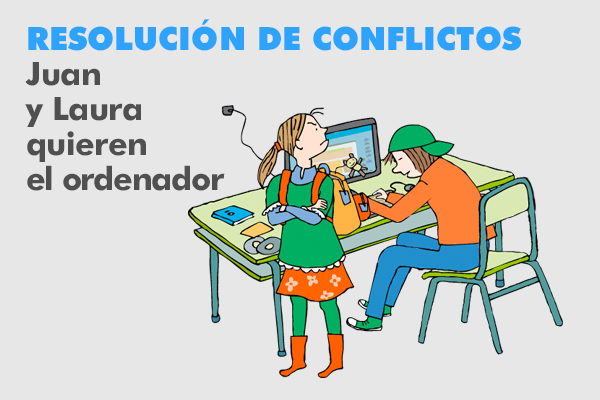 RESOLUCIÓN DE CONFLICTOS
Juan
y Laura
quieren
el ordenador